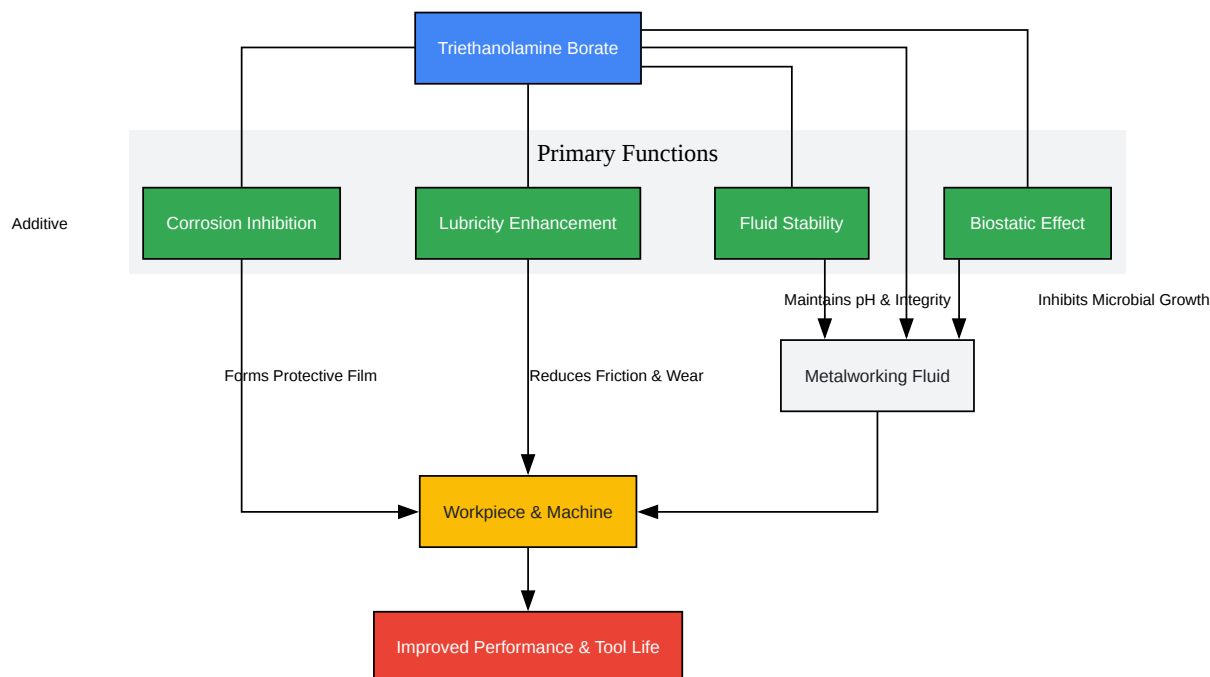 Triethanolamine Borate
Primary Functions
Additive
Corrosion Inhibition
Lubricity Enhancement
Fluid Stability
Biostatic Effect
Maintains pH & Integrity
Inhibits Microbial Growth
Forms Protective Film
Reduces Friction & Wear
Metalworking Fluid
Workpiece & Machine
Improved Performance & Tool Life